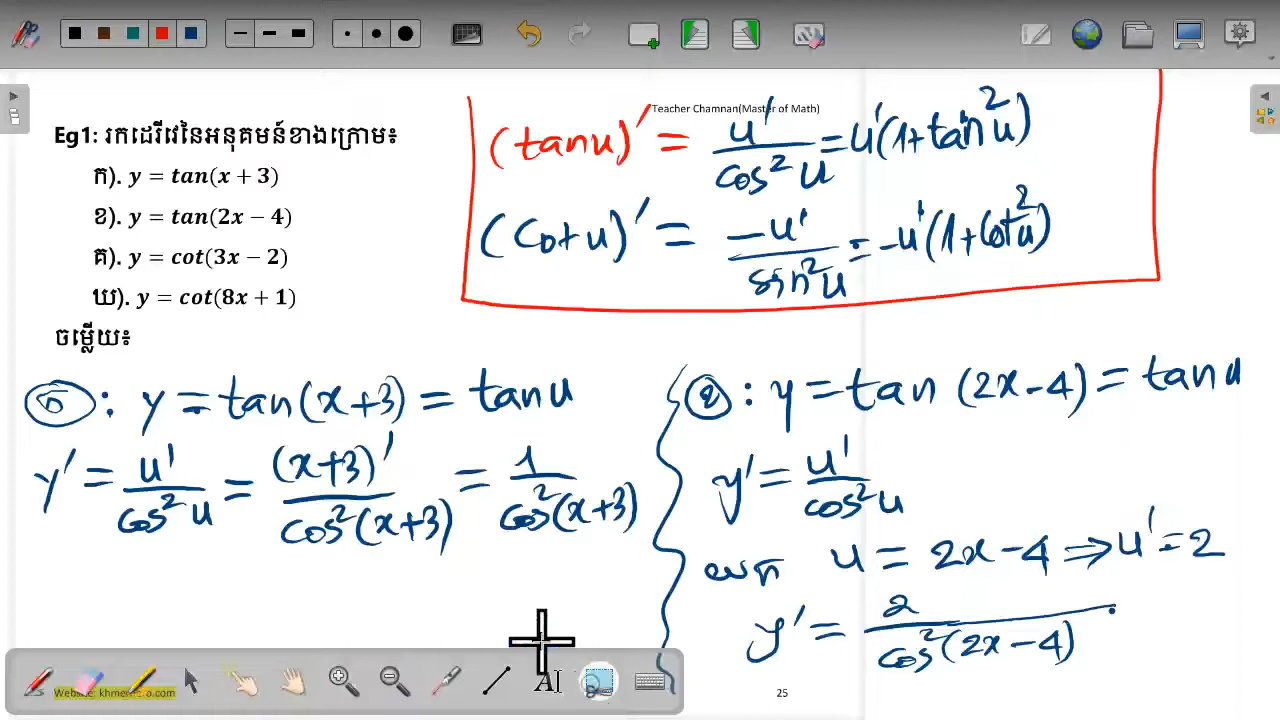 Teacher Chamnan(Master of Math)
Eg1: រកដេរីវេនៃអនុគមន៍ខាងក្រោម៖
ក). y = tan(x + 3)
ខ). y = tan(2x − 4)
គ). y = cot(3x − 2)
ឃ). y = cot(8x + 1)
ចម្លើយ៖
(tanu)′ = u′/cos²u = u′(1+tan²u)
(cotu)′ = −u′/sin²u = −u′(1+cot²u)
ក : y = tan(x+3) = tanu
y′ = u′/cos²u = (x+3)′/cos²(x+3) = 1/cos²(x+3)
ខ : y = tan (2x−4) = tanu
y′ = u′/cos²u
u = 2x−4 ⇒ u′ = 2
y′ = 2/cos²(2x−4)
AI
25